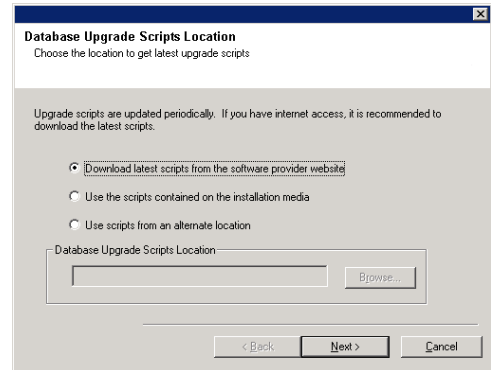 Database Upgrade Scripts Location
Choose the location to get latest upgrade scripts
Upgrade scripts are updated periodically. If you have internet access, it is recommended to
download the latest scripts.
Download latest scripts from the software provider website
Use the scripts contained on the installation media
Use scripts from an alternate location
Database Upgrade Scripts Location
Browse...
< Back
Next >
Cancel